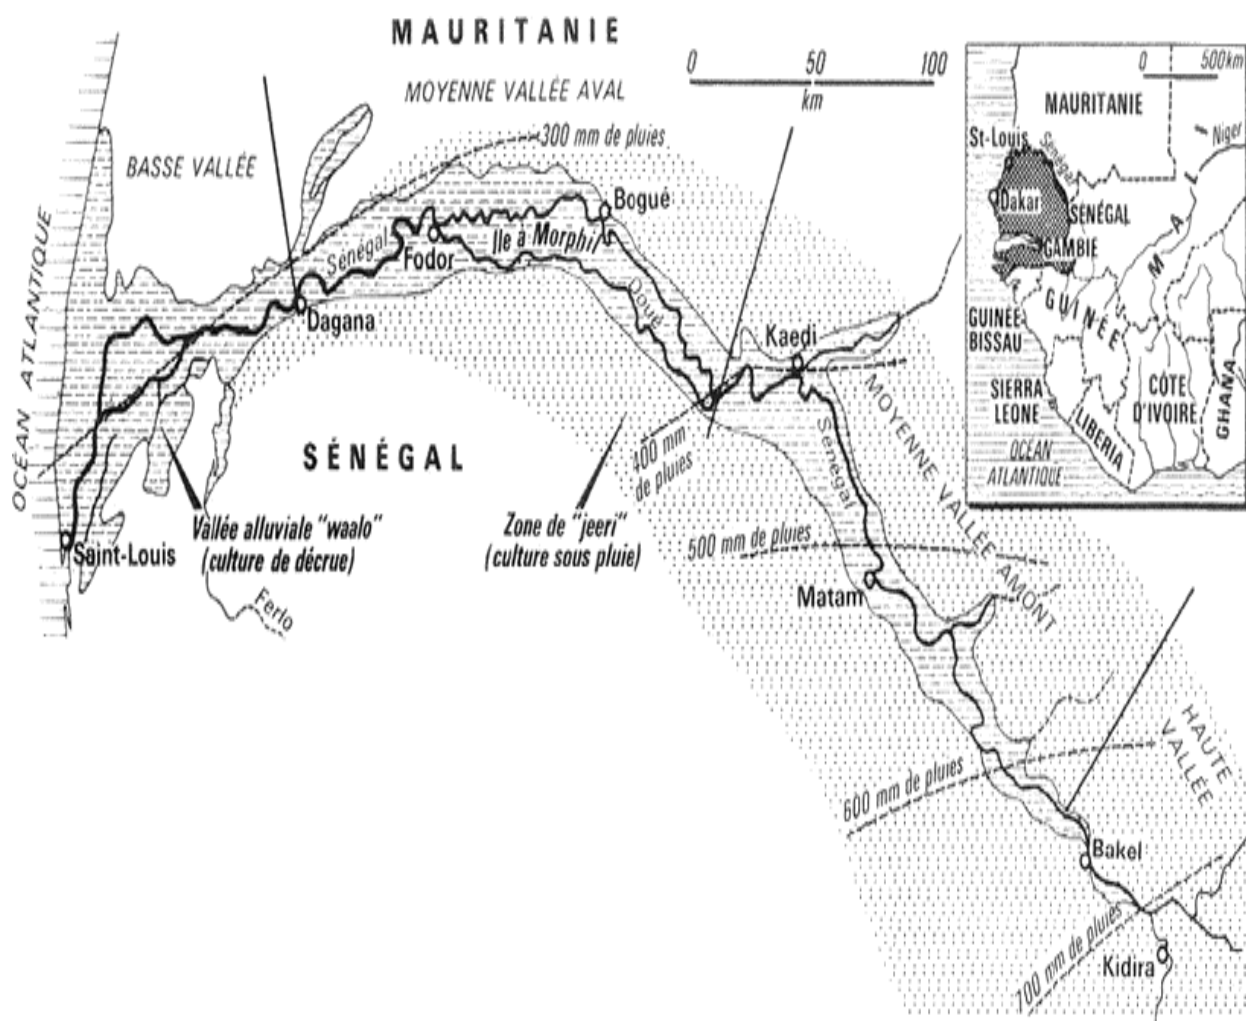 MAURITANIE
MOYENNE VALLÉE AVAL
0 50 100
km
300 mm de pluies
BASSE VALLÉE
OCÉAN ATLANTIQUE
Bogué
Ile à Morphil
Sénégal
Fodor
Doué
Dagana
Kaedi
400 mm
de pluies
MOYENNE VALLÉE AMONT
SÉNÉGAL
Sénégal
Vallée alluviale "waalo"
(culture de décrue)
Zone de "jeeri"
(culture sous pluie)
Saint-Louis
Ferlo
500 mm de pluies
Matam
HAUTE
VALLÉE
600 mm de pluies
Bakel
700 mm de pluies
Kidira
0 500km
MAURITANIE
St-Louis
Sénégal
Niger
Dakar
SÉNÉGAL
GAMBIE
MALI
GUINÉE
GUINÉE
BISSAU
SIERRA
LEONE
LIBERIA
CÔTE
D'IVOIRE
GHANA
OCÉAN
ATLANTIQUE